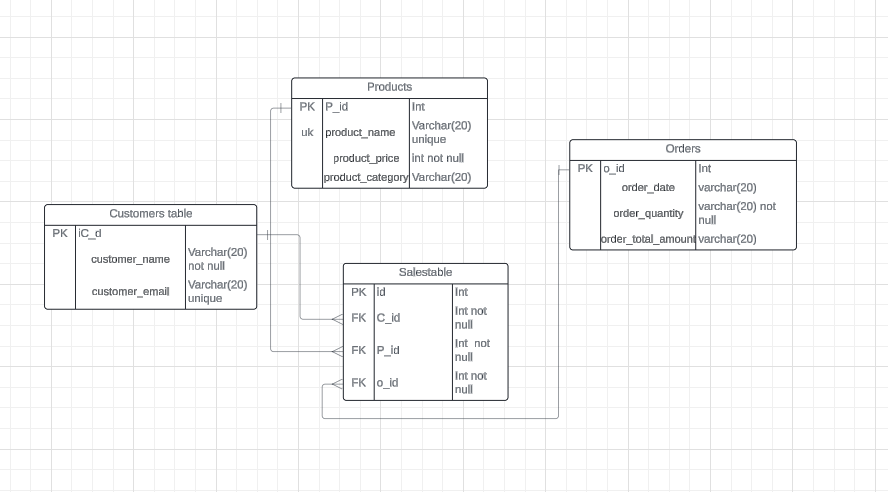 Products
PK P_id Int
uk product_name Varchar(20) unique
product_price int not null
product_category Varchar(20)
Orders
PK o_id Int
order_date varchar(20)
order_quantity varchar(20) not null
order_total_amount varchar(20)
Customers table
PK iC_d
customer_name Varchar(20) not null
customer_email Varchar(20) unique
Salestable
PK id Int
FK C_id Int not null
FK P_id Int not null
FK o_id Int not null